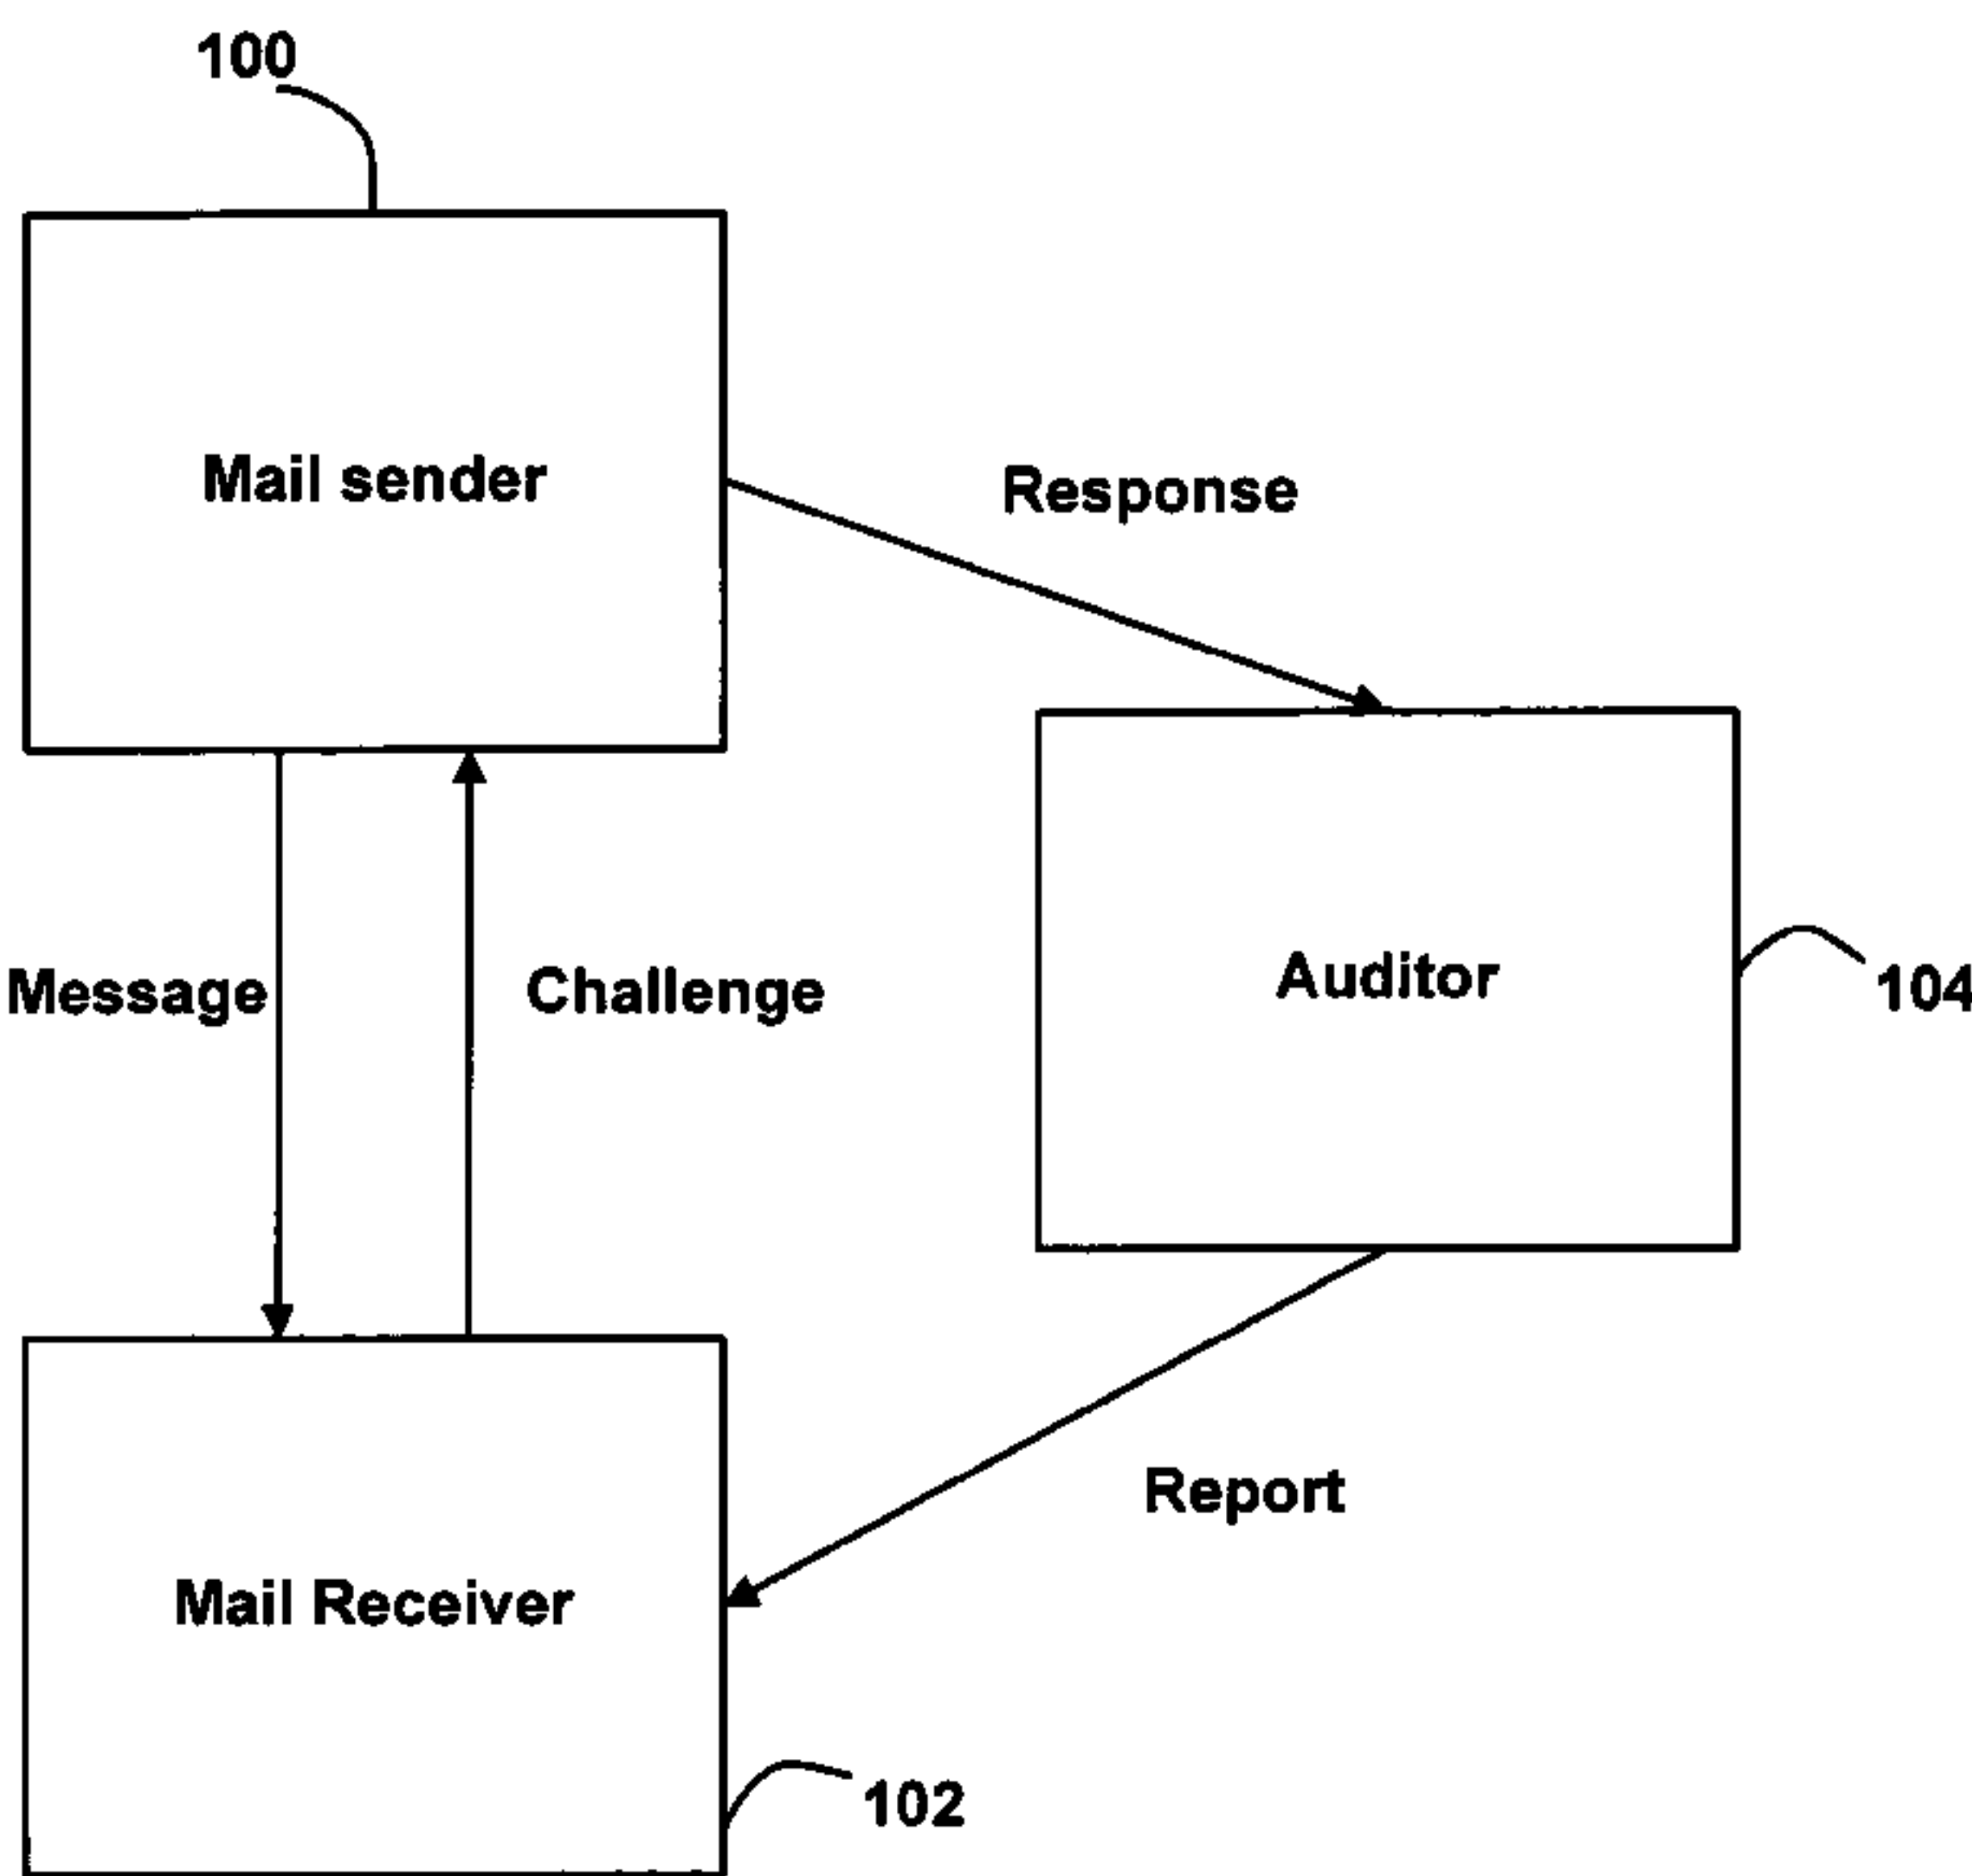 100
Mail sender
Response
Message
Challenge
Auditor
104
Report
Mail Receiver
102